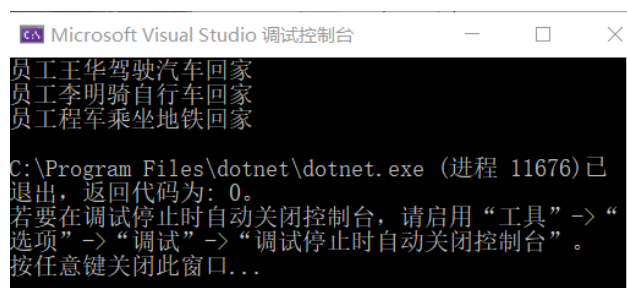 Microsoft Visual Studio 调试控制台
员工王华驾驶汽车回家
员工李明骑自行车回家
员工程军乘坐地铁回家
C:\Program Files\dotnet\dotnet.exe (进程 11676)已
退出，返回代码为: 0。
若要在调试停止时自动关闭控制台，请启用“工具”->“
选项”->“调试”->“调试停止时自动关闭控制台”。
按任意键关闭此窗口...